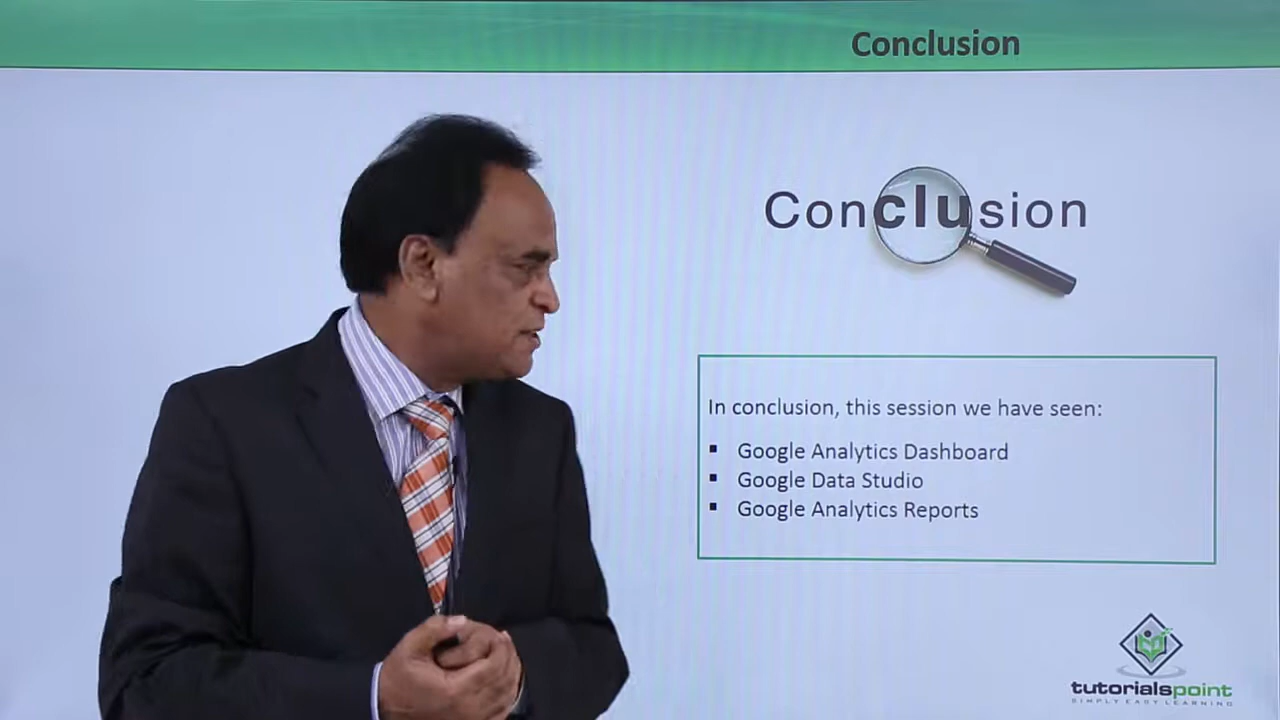 Conclusion
Conclusion
In conclusion, this session we have seen:
▪ Google Analytics Dashboard
▪ Google Data Studio
▪ Google Analytics Reports
tutorialspoint
SIMPLY EASY LEARNING